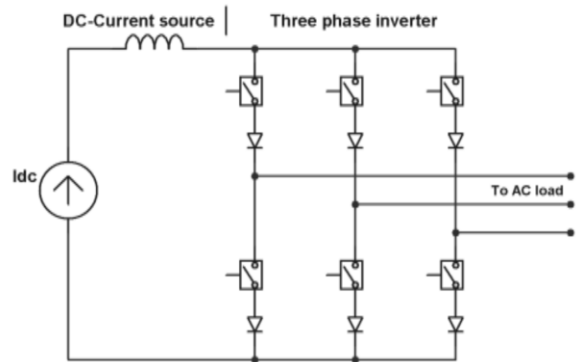 DC-Current source
Three phase inverter
Idc
To AC load